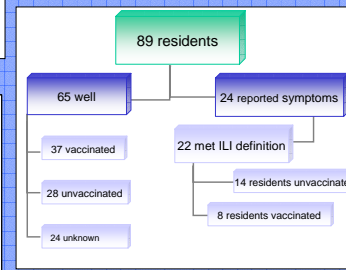 89 residents
65 well
24 reported symptoms
37 vaccinated
22 met ILI definition
28 unvaccinated
14 residents unvaccinate
8 residents vaccinated
24 unknown